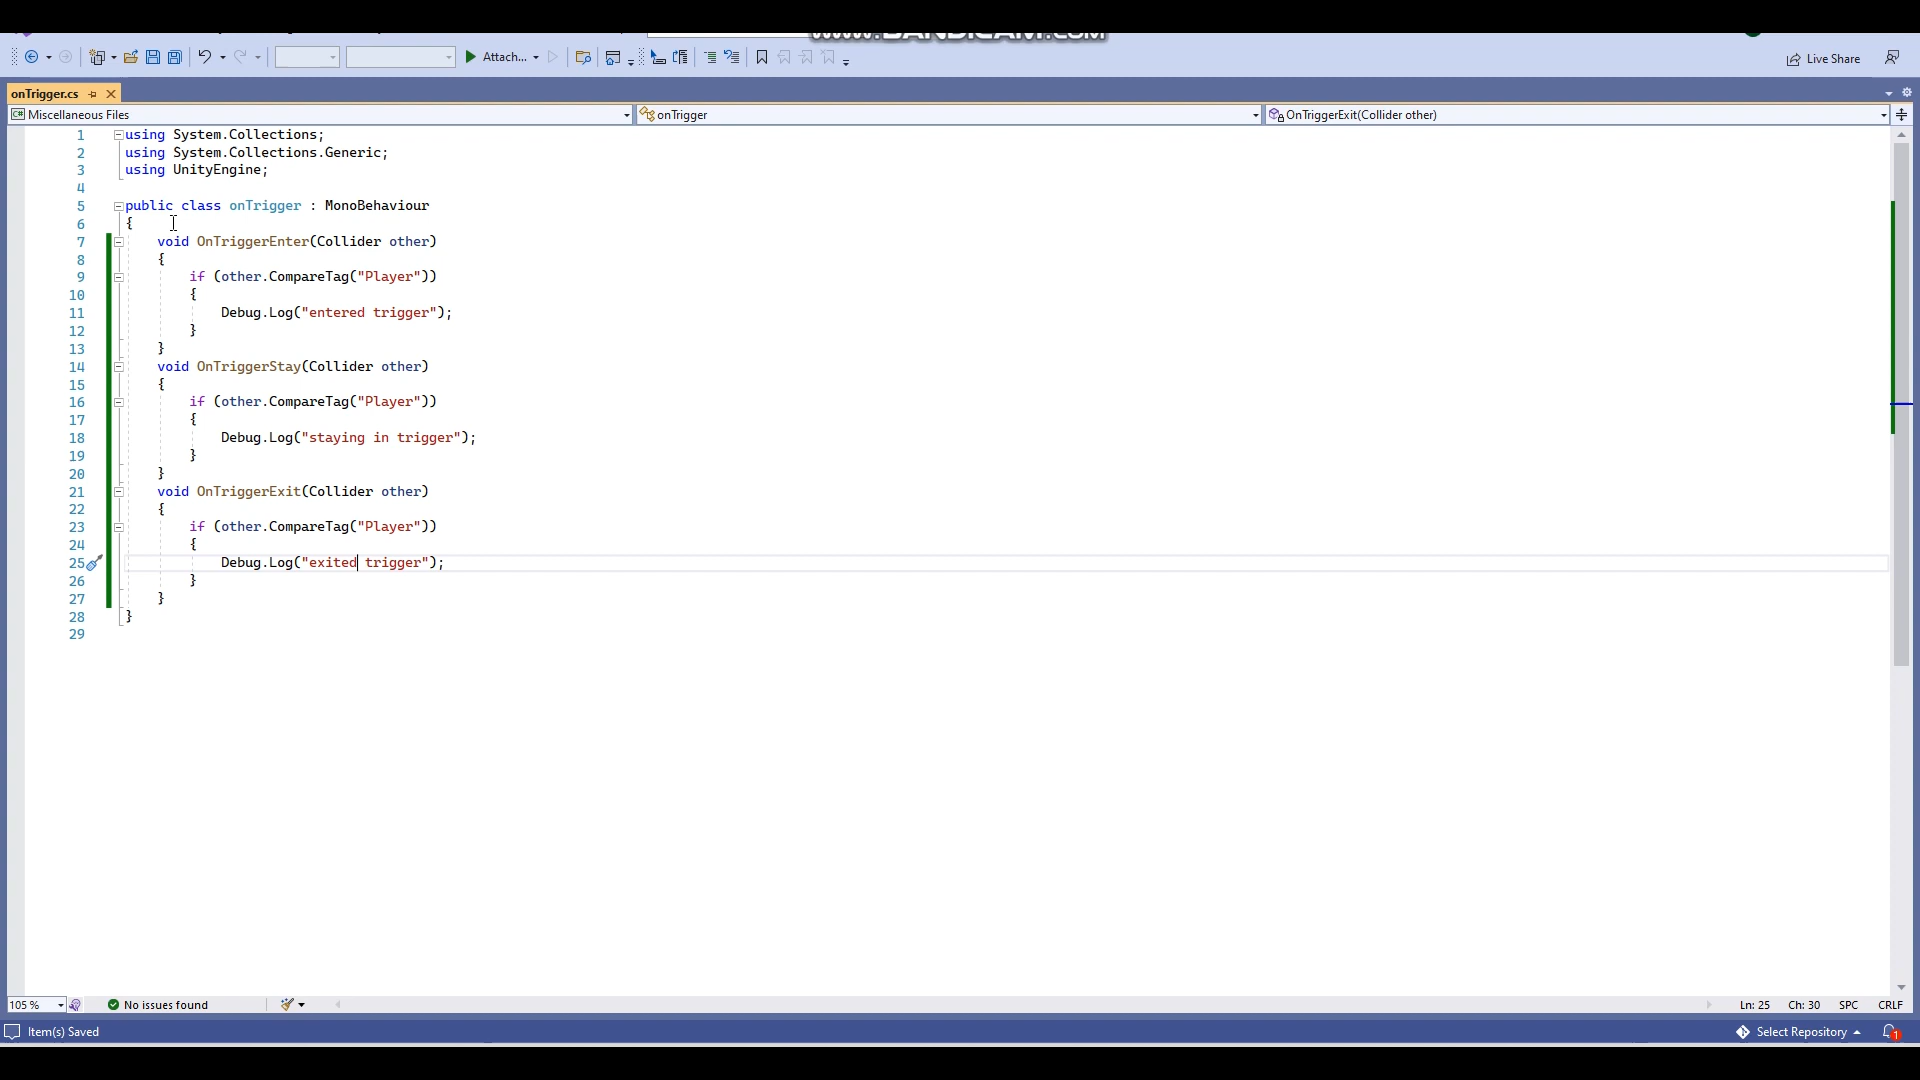 www.BANDICAM.com
Attach...
Live Share
onTrigger.cs
C# Miscellaneous Files
onTrigger
OnTriggerExit(Collider other)
1 using System.Collections;
2 using System.Collections.Generic;
3 using UnityEngine;
4
5 public class onTrigger : MonoBehaviour
6 {
7 void OnTriggerEnter(Collider other)
8 {
9 if (other.CompareTag("Player"))
10 {
11 Debug.Log("entered trigger");
12 }
13 }
14 void OnTriggerStay(Collider other)
15 {
16 if (other.CompareTag("Player"))
17 {
18 Debug.Log("staying in trigger");
19 }
20 }
21 void OnTriggerExit(Collider other)
22 {
23 if (other.CompareTag("Player"))
24 {
25 Debug.Log("exited trigger");
26 }
27 }
28 }
29
105 %
No issues found
Ln: 25 Ch: 30 SPC CRLF
Item(s) Saved
Select Repository
1